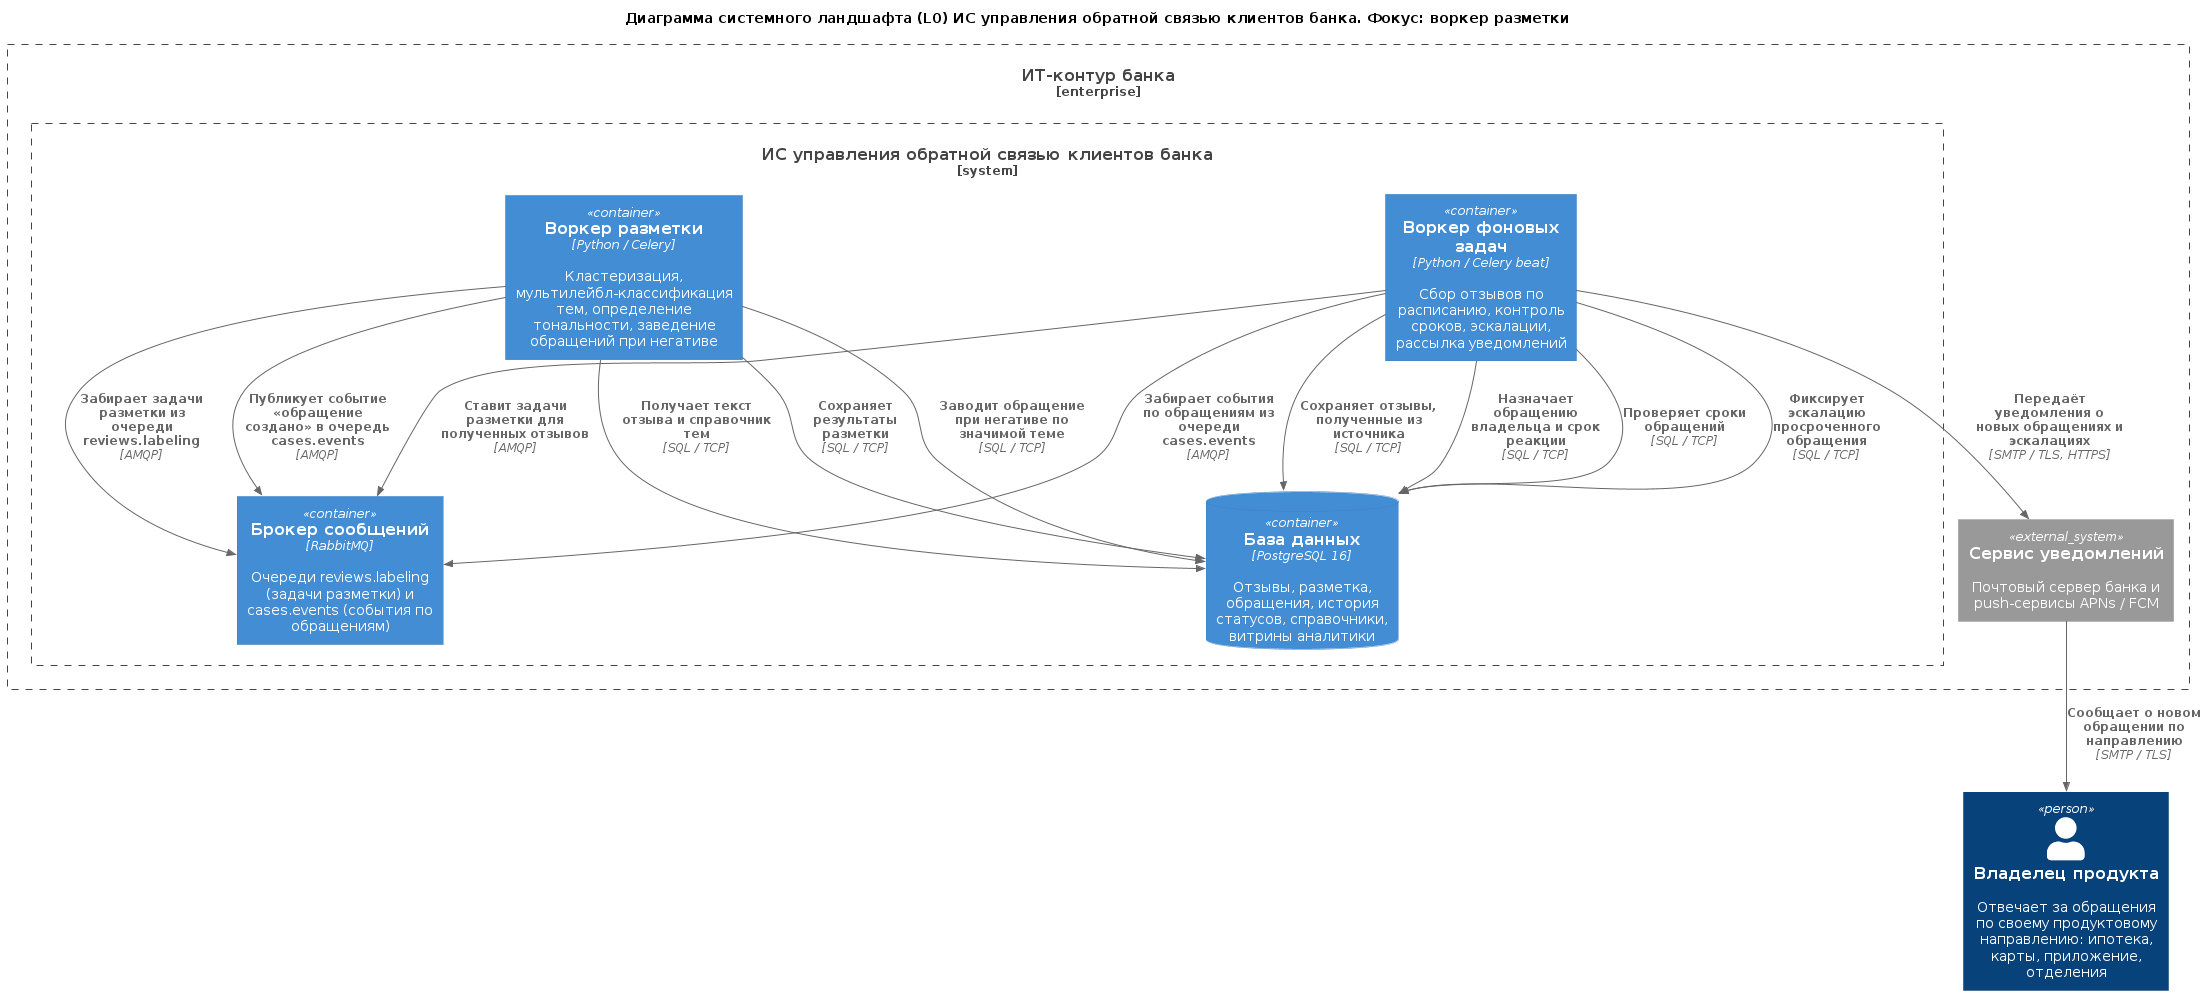 Диаграмма системного ландшафта (L0) ИС управления обратной связью клиентов банка. Фокус: воркер разметки
ИТ-контур банка
[enterprise]
ИС управления обратной связью клиентов банка
[system]
«container»
Воркер разметки
[Python / Celery]
Кластеризация,
мультилейбл-классификация
тем, определение
тональности, заведение
обращений при негативе
«container»
Воркер фоновых
задач
[Python / Celery beat]
Сбор отзывов по
расписанию, контроль
сроков, эскалации,
рассылка уведомлений
Забирает задачи
разметки из
очереди
reviews.labeling
[AMQP]
Публикует событие
«обращение
создано» в очередь
cases.events
[AMQP]
Ставит задачи
разметки для
полученных отзывов
[AMQP]
Получает текст
отзыва и справочник
тем
[SQL / TCP]
Сохраняет
результаты
разметки
[SQL / TCP]
Заводит обращение
при негативе по
значимой теме
[SQL / TCP]
Забирает события
по обращениям из
очереди
cases.events
[AMQP]
Сохраняет отзывы,
полученные из
источника
[SQL / TCP]
Назначает
обращению
владельца и срок
реакции
[SQL / TCP]
Проверяет сроки
обращений
[SQL / TCP]
Фиксирует
эскалацию
просроченного
обращения
[SQL / TCP]
Передаёт
уведомления о
новых обращениях и
эскалациях
[SMTP / TLS, HTTPS]
«container»
Брокер сообщений
[RabbitMQ]
Очереди reviews.labeling
(задачи разметки) и
cases.events (события по
обращениям)
«container»
База данных
[PostgreSQL 16]
Отзывы, разметка,
обращения, история
статусов, справочники,
витрины аналитики
«external_system»
Сервис уведомлений
Почтовый сервер банка и
push-сервисы APNs / FCM
Сообщает о новом
обращении по
направлению
[SMTP / TLS]
«person»
Владелец продукта
Отвечает за обращения
по своему продуктовому
направлению: ипотека,
карты, приложение,
отделения